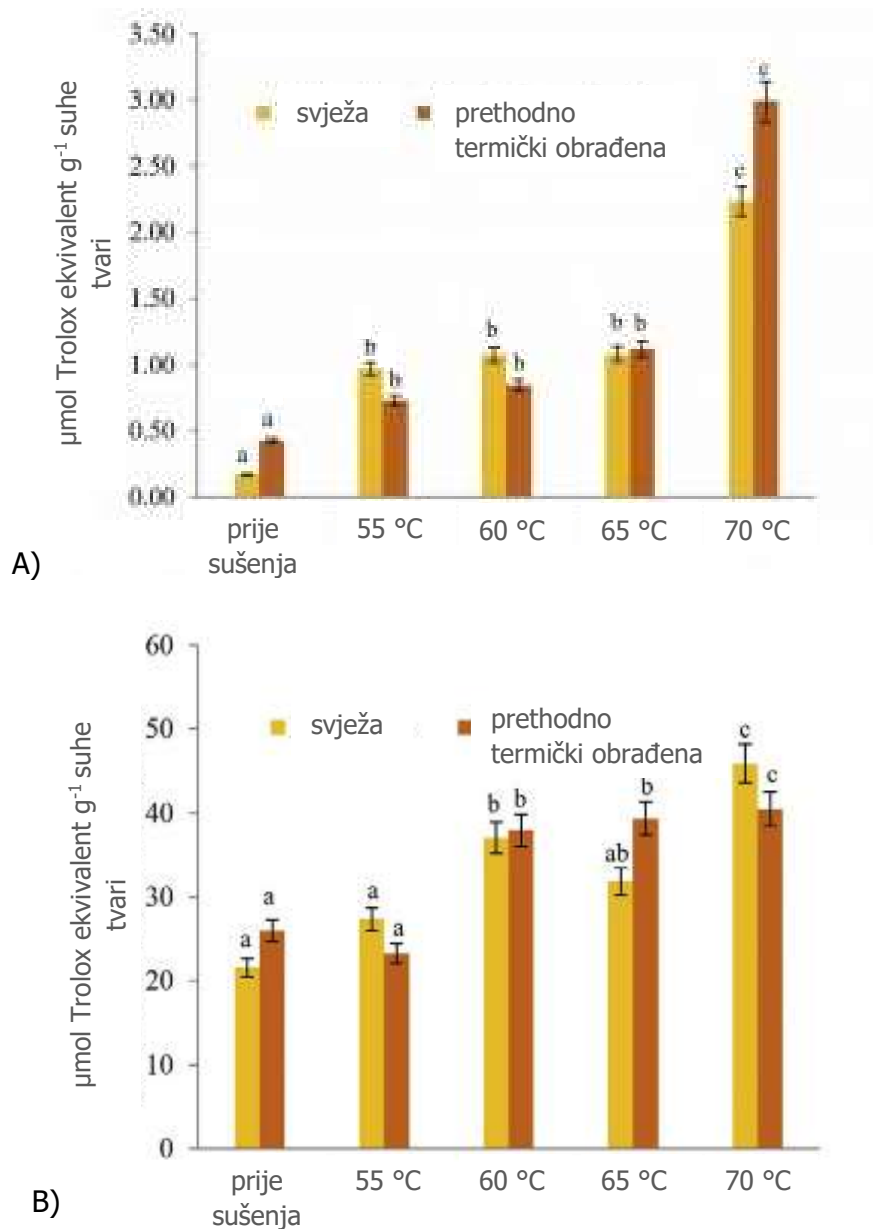 3.50
3.00
2.50
2.00
1.50
1.00
0.50
0.00
µmol Trolox ekvivalent g⁻¹ suhe
tvari
svježa
prethodno
termički obrađena
a a
b b
b b
b b
c c
prije
sušenja
55 °C
60 °C
65 °C
70 °C
A)
60
50
40
30
20
10
0
µmol Trolox ekvivalent g⁻¹ suhe
tvari
svježa
prethodno
termički obrađena
a a
a a
b b
ab b
c c
prije
sušenja
55 °C
60 °C
65 °C
70 °C
B)